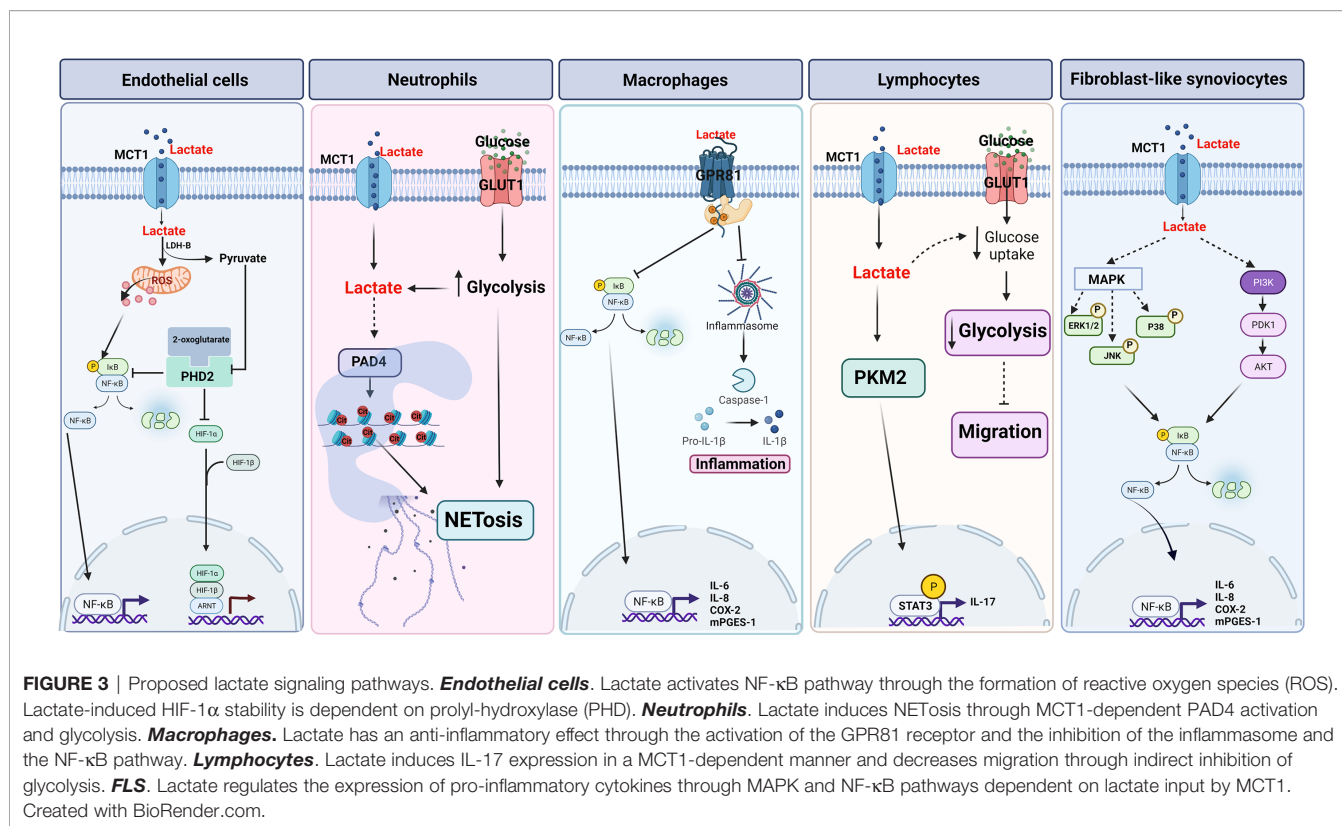 Endothelial cells
MCT1
Lactate
Lactate
LDH-B
Pyruvate
ROS
2-oxoglutarate
PHD2
P
IκB
NF-κB
NF-κB
HIF-1α
HIF-1β
HIF-1α
HIF-1β
ARNT
NF-κB
Neutrophils
MCT1
Lactate
Glucose
GLUT1
Lactate
Glycolysis
PAD4
Cit Cit Cit Cit
Cit Cit Cit Cit
NETosis
Macrophages
Lactate
GPR81
P
IκB
NF-κB
NF-κB
Inflammasome
Caspase-1
Pro-IL-1β
IL-1β
Inflammation
NF-κB
IL-6
IL-8
COX-2
mPGES-1
Lymphocytes
MCT1
Lactate
Glucose
GLUT1
Lactate
Glucose
uptake
Glycolysis
PKM2
Migration
P
STAT3
IL-17
Fibroblast-like synoviocytes
MCT1
Lactate
Lactate
MAPK
PI3K
P
ERK1/2
P
P38
P
JNK
PDK1
AKT
P
IκB
NF-κB
NF-κB
NF-κB
IL-6
IL-8
COX-2
mPGES-1
FIGURE 3 | Proposed lactate signaling pathways. Endothelial cells. Lactate activates NF-κB pathway through the formation of reactive oxygen species (ROS).
Lactate-induced HIF-1α stability is dependent on prolyl-hydroxylase (PHD). Neutrophils. Lactate induces NETosis through MCT1-dependent PAD4 activation
and glycolysis. Macrophages. Lactate has an anti-inflammatory effect through the activation of the GPR81 receptor and the inhibition of the inflammasome and
the NF-κB pathway. Lymphocytes. Lactate induces IL-17 expression in a MCT1-dependent manner and decreases migration through indirect inhibition of
glycolysis. FLS. Lactate regulates the expression of pro-inflammatory cytokines through MAPK and NF-κB pathways dependent on lactate input by MCT1.
Created with BioRender.com.